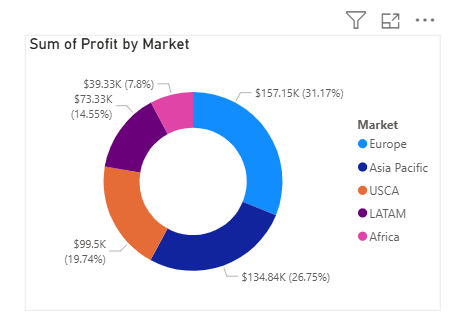 Sum of Profit by Market
$39.33K (7.8%)
$73.33K
(14.55%)
$157.15K (31.17%)
Market
Europe
Asia Pacific
USCA
LATAM
Africa
$99.5K
(19.74%)
$134.84K (26.75%)